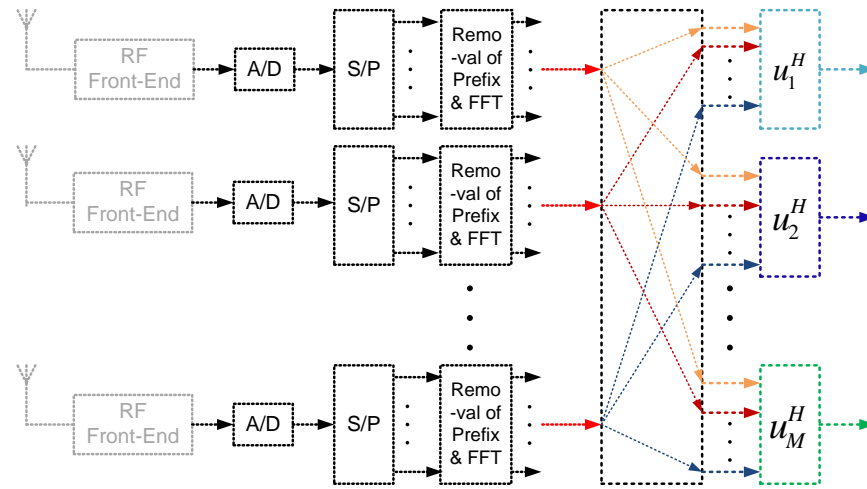 RF
Front-End
A/D
S/P
Remo
-val of
Prefix
& FFT
u_1^H
RF
Front-End
A/D
S/P
Remo
-val of
Prefix
& FFT
u_2^H
RF
Front-End
A/D
S/P
Remo
-val of
Prefix
& FFT
u_M^H